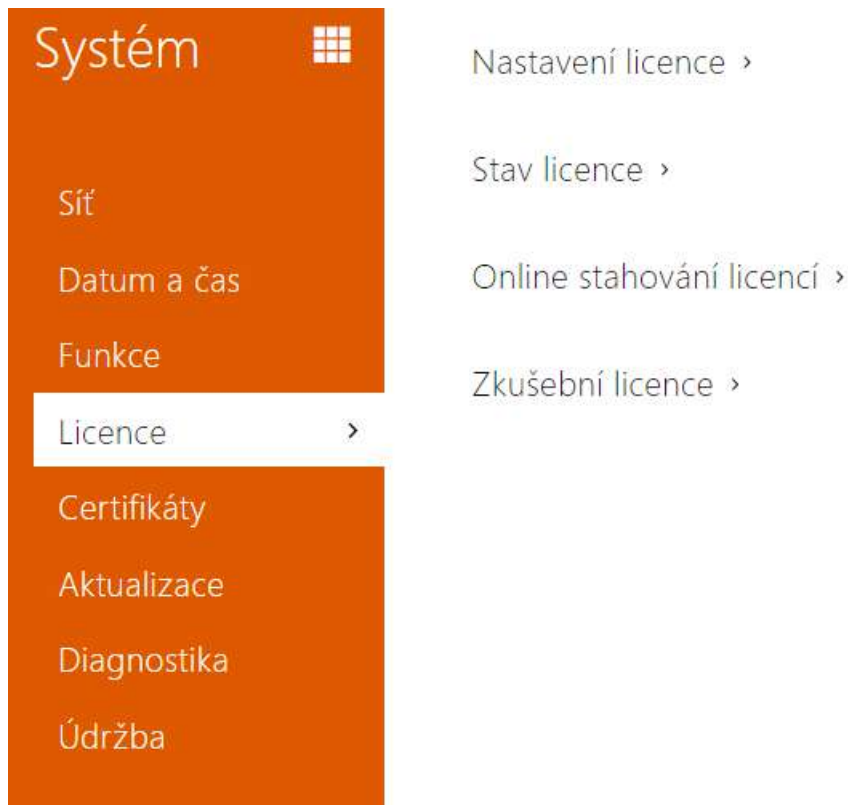 Systém
Síť
Datum a čas
Funkce
Licence
Certifikáty
Aktualizace
Diagnostika
Údržba
Nastavení licence
Stav licence
Online stahování licencí
Zkušební licence